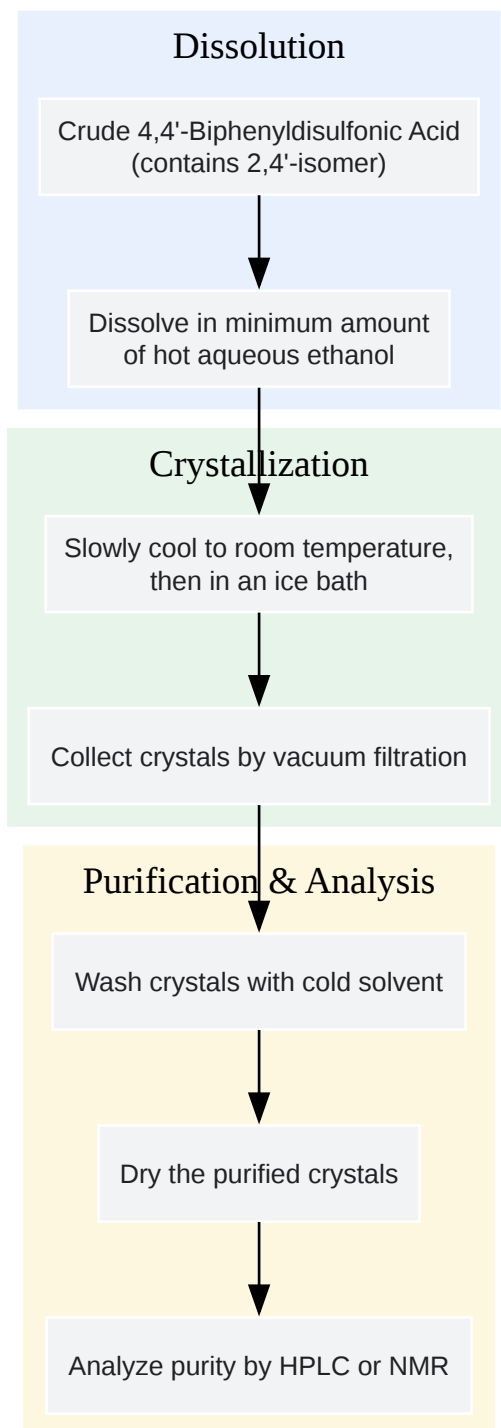 Dissolution
Crude 4,4'-Biphenyldisulfonic Acid
(contains 2,4'-isomer)
Dissolve in minimum amount
of hot aqueous ethanol
Crystallization
Slowly cool to room temperature,
then in an ice bath
Collect crystals by vacuum filtration
Purification & Analysis
Wash crystals with cold solvent
Dry the purified crystals
Analyze purity by HPLC or NMR